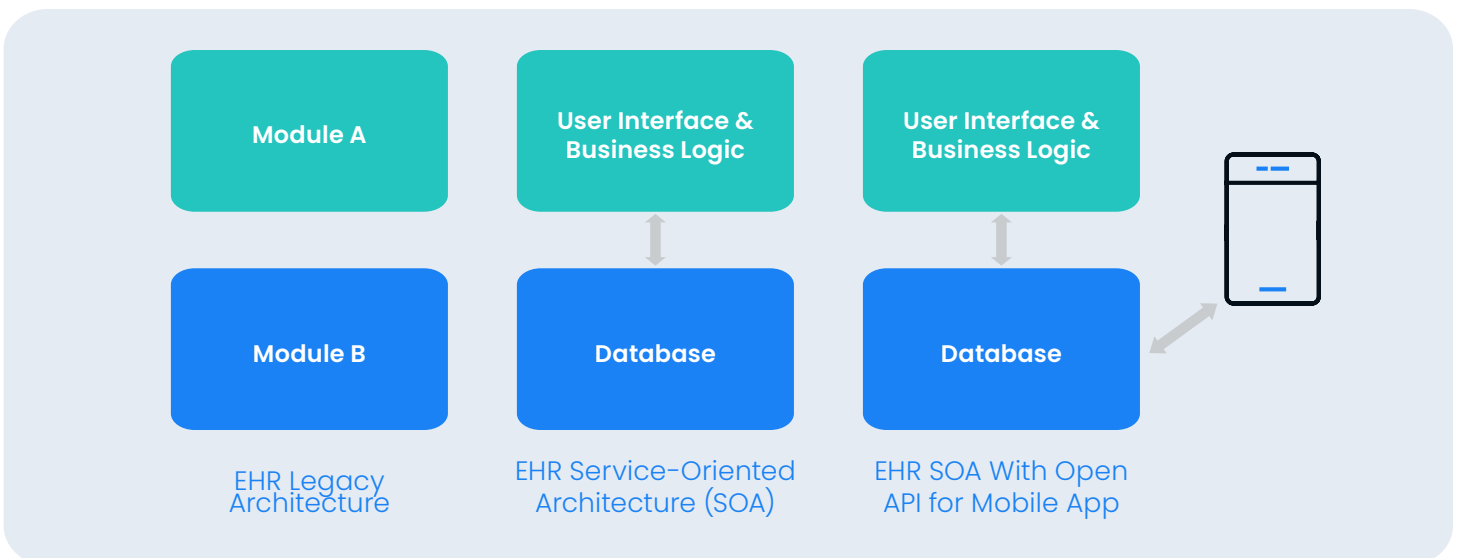 Module A
User Interface &
Business Logic
User Interface &
Business Logic
Module B
Database
Database
EHR Legacy
Architecture
EHR Service-Oriented
Architecture (SOA)
EHR SOA With Open
API for Mobile App